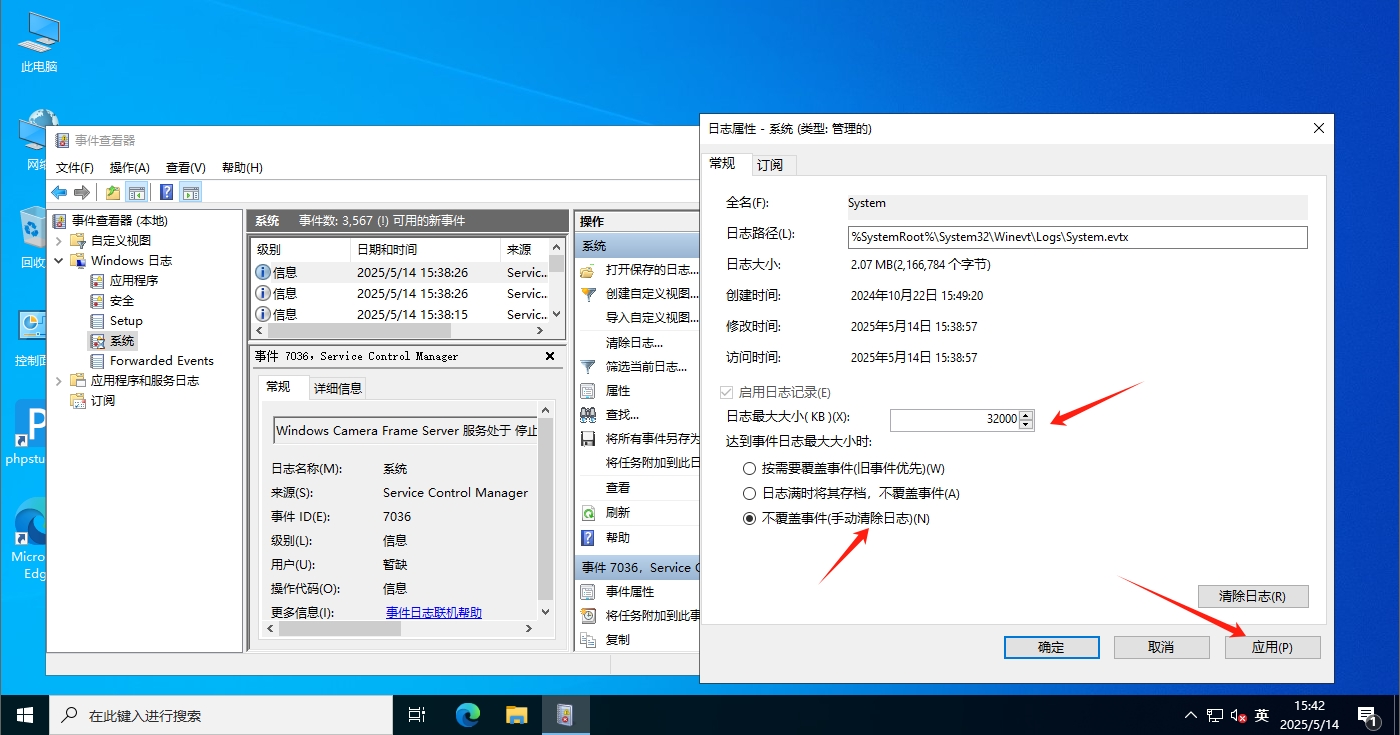 此电脑
网络
回收
控制面
phpstu
Micro
Edg
事件查看器
文件(F) 操作(A) 查看(V) 帮助(H)
事件查看器 (本地)
自定义视图
Windows 日志
应用程序
安全
Setup
系统
Forwarded Events
应用程序和服务日志
订阅
系统 事件数: 3,567 (!) 可用的新事件
级别 日期和时间 来源
信息 2025/5/14 15:38:26 Servic...
信息 2025/5/14 15:38:26 Servic...
信息 2025/5/14 15:38:15 Servic...
事件 7036，Service Control Manager
常规 详细信息
Windows Camera Frame Server 服务处于 停止
日志名称(M): 系统
来源(S): Service Control Manager
事件 ID(E): 7036
级别(L): 信息
用户(U): 暂缺
操作代码(O): 信息
更多信息(I): 事件日志联机帮助
操作
系统
打开保存的日志...
创建自定义视图...
导入自定义视图...
清除日志...
筛选当前日志...
属性
查找...
将所有事件另存为
将任务附加到此日
查看
刷新
帮助
事件 7036，Service C
事件属性
将任务附加到此事
复制
日志属性 - 系统 (类型: 管理的)
常规 订阅
全名(F): System
日志路径(L): %SystemRoot%\System32\Winevt\Logs\System.evtx
日志大小: 2.07 MB(2,166,784 个字节)
创建时间: 2024年10月22日 15:49:20
修改时间: 2025年5月14日 15:38:57
访问时间: 2025年5月14日 15:38:57
启用日志记录(E)
日志最大大小( KB )(X): 32000
达到事件日志最大大小时:
按需要覆盖事件(旧事件优先)(W)
日志满时将其存档，不覆盖事件(A)
不覆盖事件(手动清除日志)(N)
清除日志(R)
确定 取消 应用(P)
在此键入进行搜索
英
15:42
2025/5/14
1